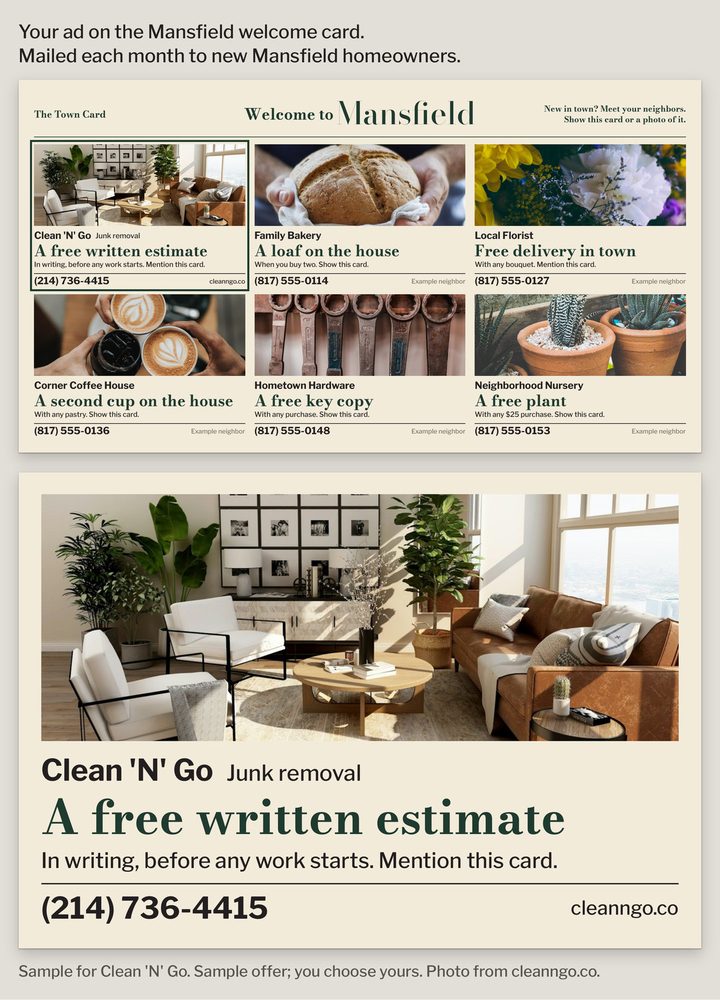 Your ad on the Mansfield welcome card.
Mailed each month to new Mansfield homeowners.
The Town Card
Welcome to Mansfield
New in town? Meet your neighbors.
Show this card or a photo of it.
Clean 'N' Go Junk removal
A free written estimate
In writing, before any work starts. Mention this card.
(214) 736-4415 cleanngo.co
Family Bakery
A loaf on the house
When you buy two. Show this card.
(817) 555-0114 Example neighbor
Local Florist
Free delivery in town
With any bouquet. Mention this card.
(817) 555-0127 Example neighbor
Corner Coffee House
A second cup on the house
With any pastry. Show this card.
(817) 555-0136 Example neighbor
Hometown Hardware
A free key copy
With any purchase. Show this card.
(817) 555-0148 Example neighbor
Neighborhood Nursery
A free plant
With any $25 purchase. Show this card.
(817) 555-0153 Example neighbor
Clean 'N' Go Junk removal
A free written estimate
In writing, before any work starts. Mention this card.
(214) 736-4415 cleanngo.co
Sample for Clean 'N' Go. Sample offer; you choose yours. Photo from cleanngo.co.